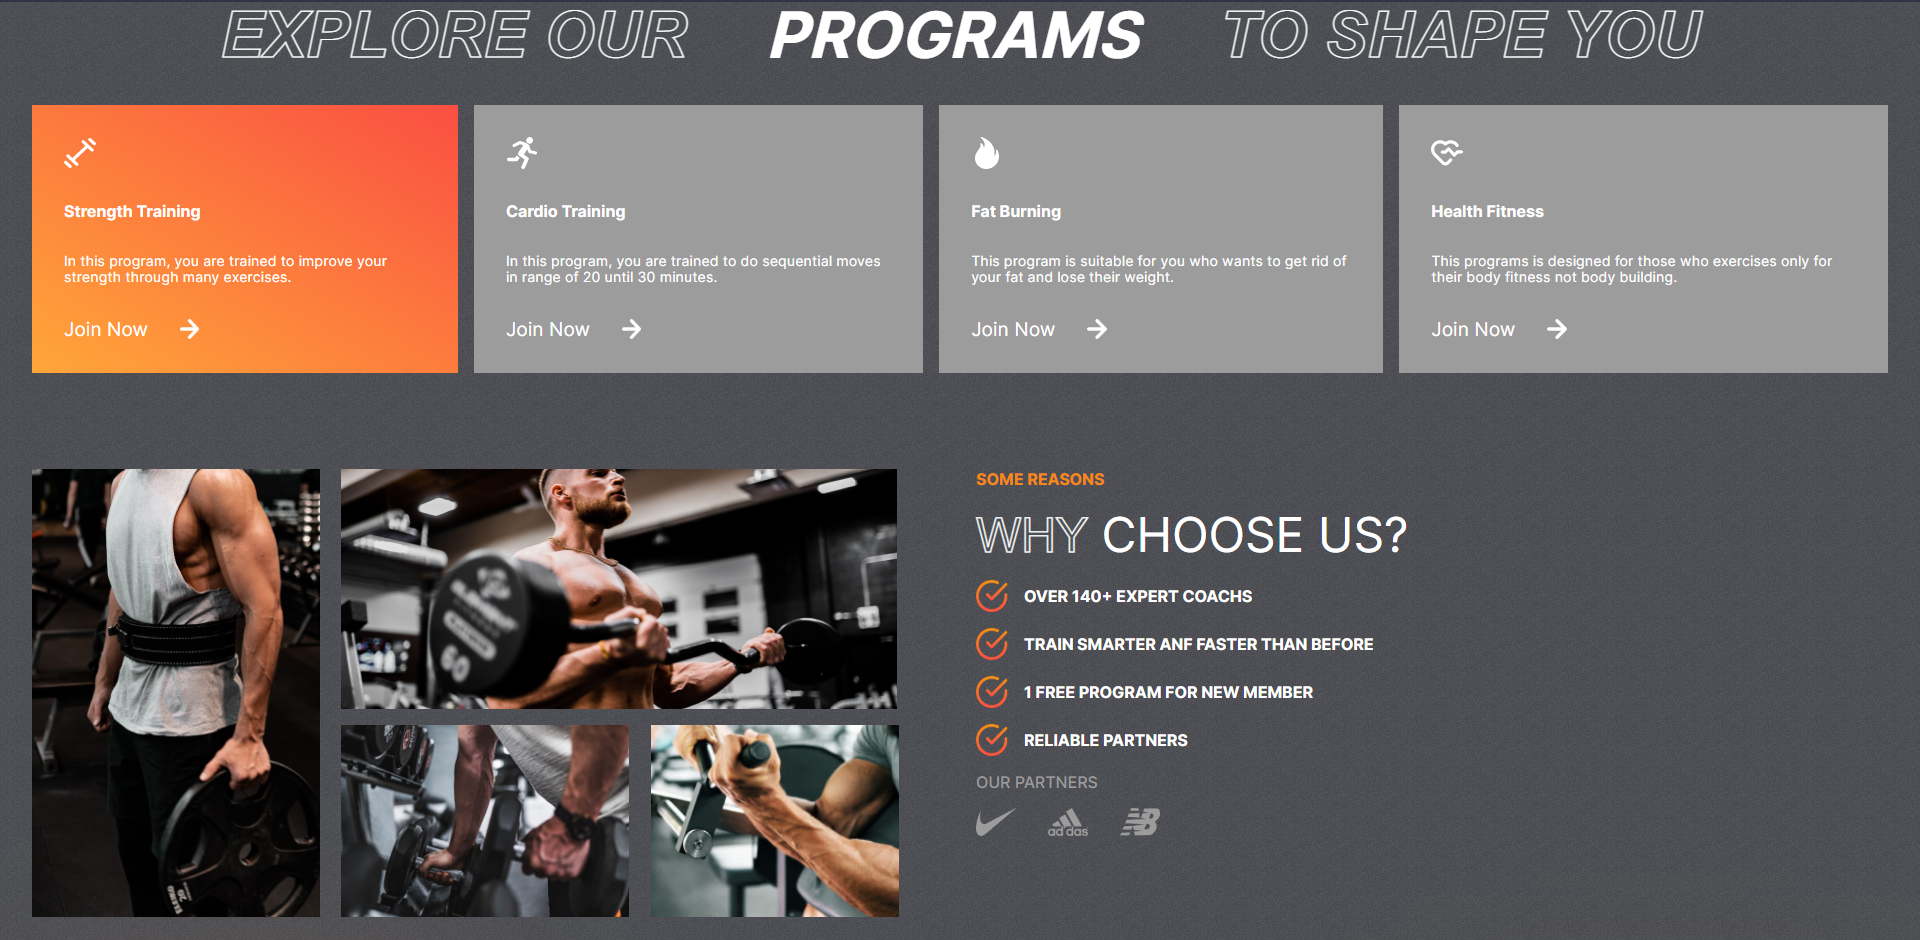 EXPLORE OUR PROGRAMS TO SHAPE YOU
Strength Training
In this program, you are trained to improve your
strength through many exercises.
Join Now
Cardio Training
In this program, you are trained to do sequential moves
in range of 20 until 30 minutes.
Join Now
Fat Burning
This program is suitable for you who wants to get rid of
your fat and lose their weight.
Join Now
Health Fitness
This programs is designed for those who exercises only for
their body fitness not body building.
Join Now
60
SOME REASONS
WHY CHOOSE US?
OVER 140+ EXPERT COACHS
TRAIN SMARTER ANF FASTER THAN BEFORE
1 FREE PROGRAM FOR NEW MEMBER
RELIABLE PARTNERS
OUR PARTNERS
adidas
NB